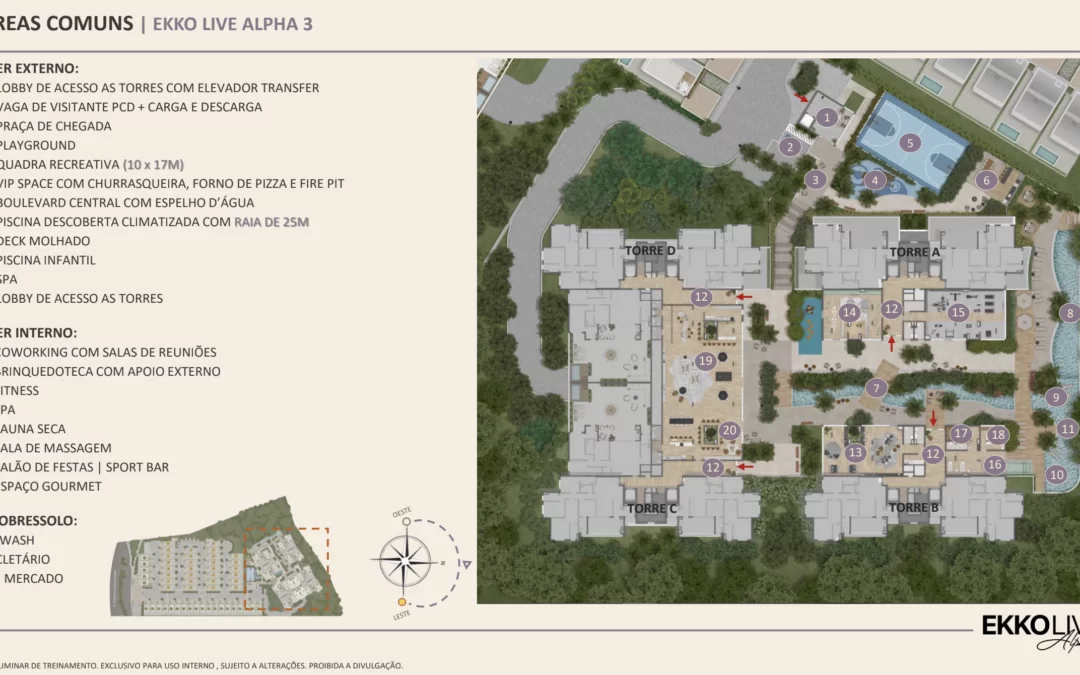 REAS COMUNS | EKKO LIVE ALPHA 3
ER EXTERNO:
LOBBY DE ACESSO AS TORRES COM ELEVADOR TRANSFER
VAGA DE VISITANTE PCD + CARGA E DESCARGA
PRAÇA DE CHEGADA
PLAYGROUND
QUADRA RECREATIVA (10 x 17M)
VIP SPACE COM CHURRASQUEIRA, FORNO DE PIZZA E FIRE PIT
BOULEVARD CENTRAL COM ESPELHO D'ÁGUA
PISCINA DESCOBERTA CLIMATIZADA COM RAIA DE 25M
DECK MOLHADO
PISCINA INFANTIL
SPA
LOBBY DE ACESSO AS TORRES
ER INTERNO:
COWORKING COM SALAS DE REUNIÕES
BRINQUEDOTECA COM APOIO EXTERNO
ITNESS
PA
AUNA SECA
ALA DE MASSAGEM
ALÃO DE FESTAS | SPORT BAR
SPAÇO GOURMET
OBRESSOLO:
WASH
CLETÁRIO
MERCADO
OESTE
N
LESTE
1
2
3
4
5
6
TORRE D
TORRE A
12
14
12
15
8
19
7
9
20
13
12
17
18
11
12
16
10
TORRE C
TORRE B
EKKO LIV
Alp
LIMINAR DE TREINAMENTO. EXCLUSIVO PARA USO INTERNO , SUJEITO A ALTERAÇÕES. PROIBIDA A DIVULGAÇÃO.